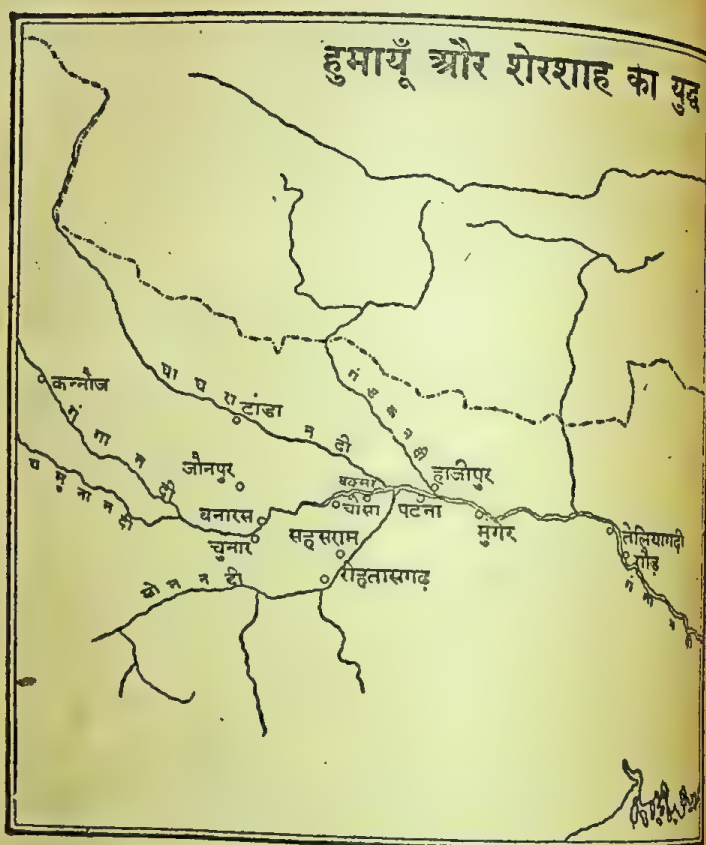 हुमायूँ और शेरशाह का युद्ध
कन्नौज
घाघरा नदी
टांडा
गंडक नदी
गंगा नदी
यमुना नदी
जौनपुर
हाजीपुर
बक्सर
चौसा
पटना
बनारस
चुनार
सहसराम
मुंगेर
तेलियागढ़ी
गौड़
रोहतासगढ़
सोन नदी